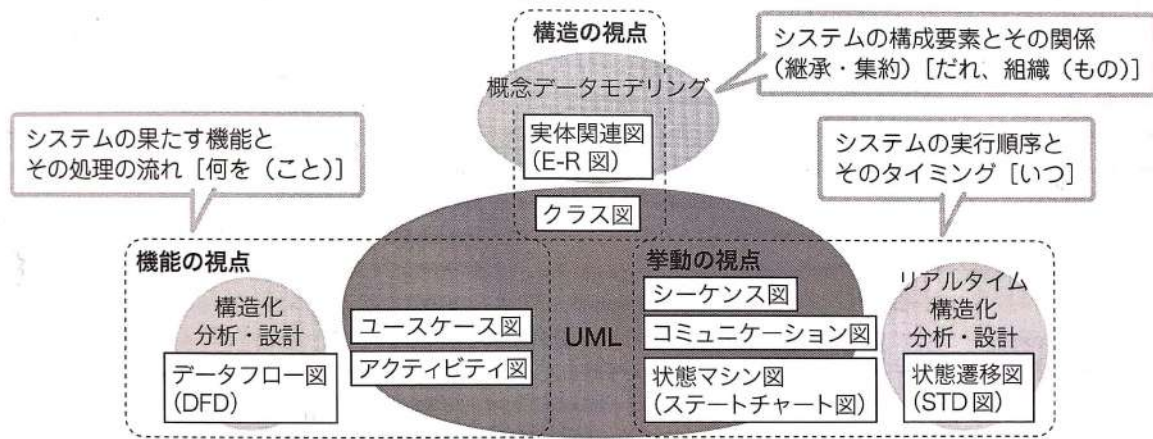 構造の視点
概念データモデリング
実体関連図
(E-R 図)
クラス図
システムの構成要素とその関係
(継承・集約) [だれ、組織 (もの)]
システムの果たす機能と
その処理の流れ [何を (こと)]
システムの実行順序と
そのタイミング [いつ]
機能の視点
構造化
分析・設計
データフロー図
(DFD)
ユースケース図
アクティビティ図
UML
挙動の視点
シーケンス図
コミュニケーション図
状態マシン図
(ステートチャート図)
リアルタイム
構造化
分析・設計
状態遷移図
(STD 図)